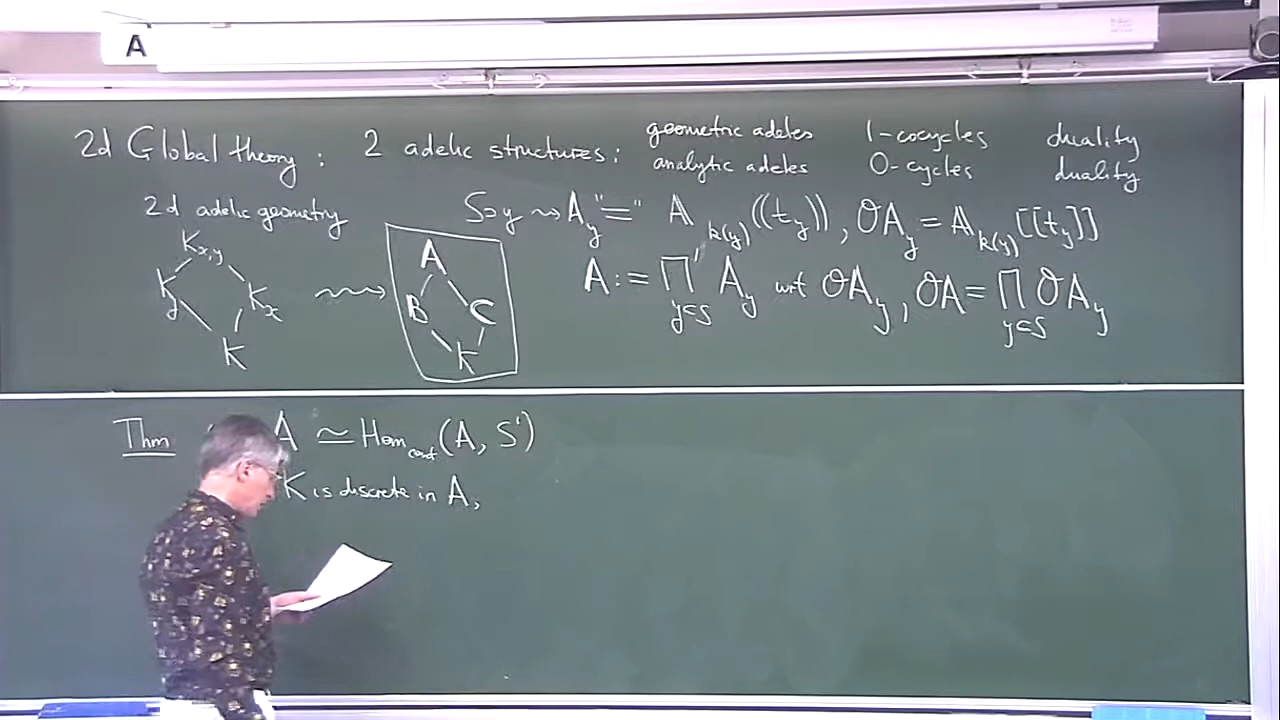 A
2d Global theory : 2 adelic structures : geometric adeles 1-cocycles duality
analytic adeles 0-cycles duality
2d adelic geometry
S∋y ⇝ A_y "=" A_{k(y)}((t_y)), OA_y = A_{k(y)}[[t_y]]
K_{x,y}
K_y K_x
K
A
B C
K
A := ∏'_{y⊂S} A_y wrt OA_y, OA = ∏_{y⊂S} OA_y
Thm A ≃ Hom_cont(A, S¹)
K is discrete in A,